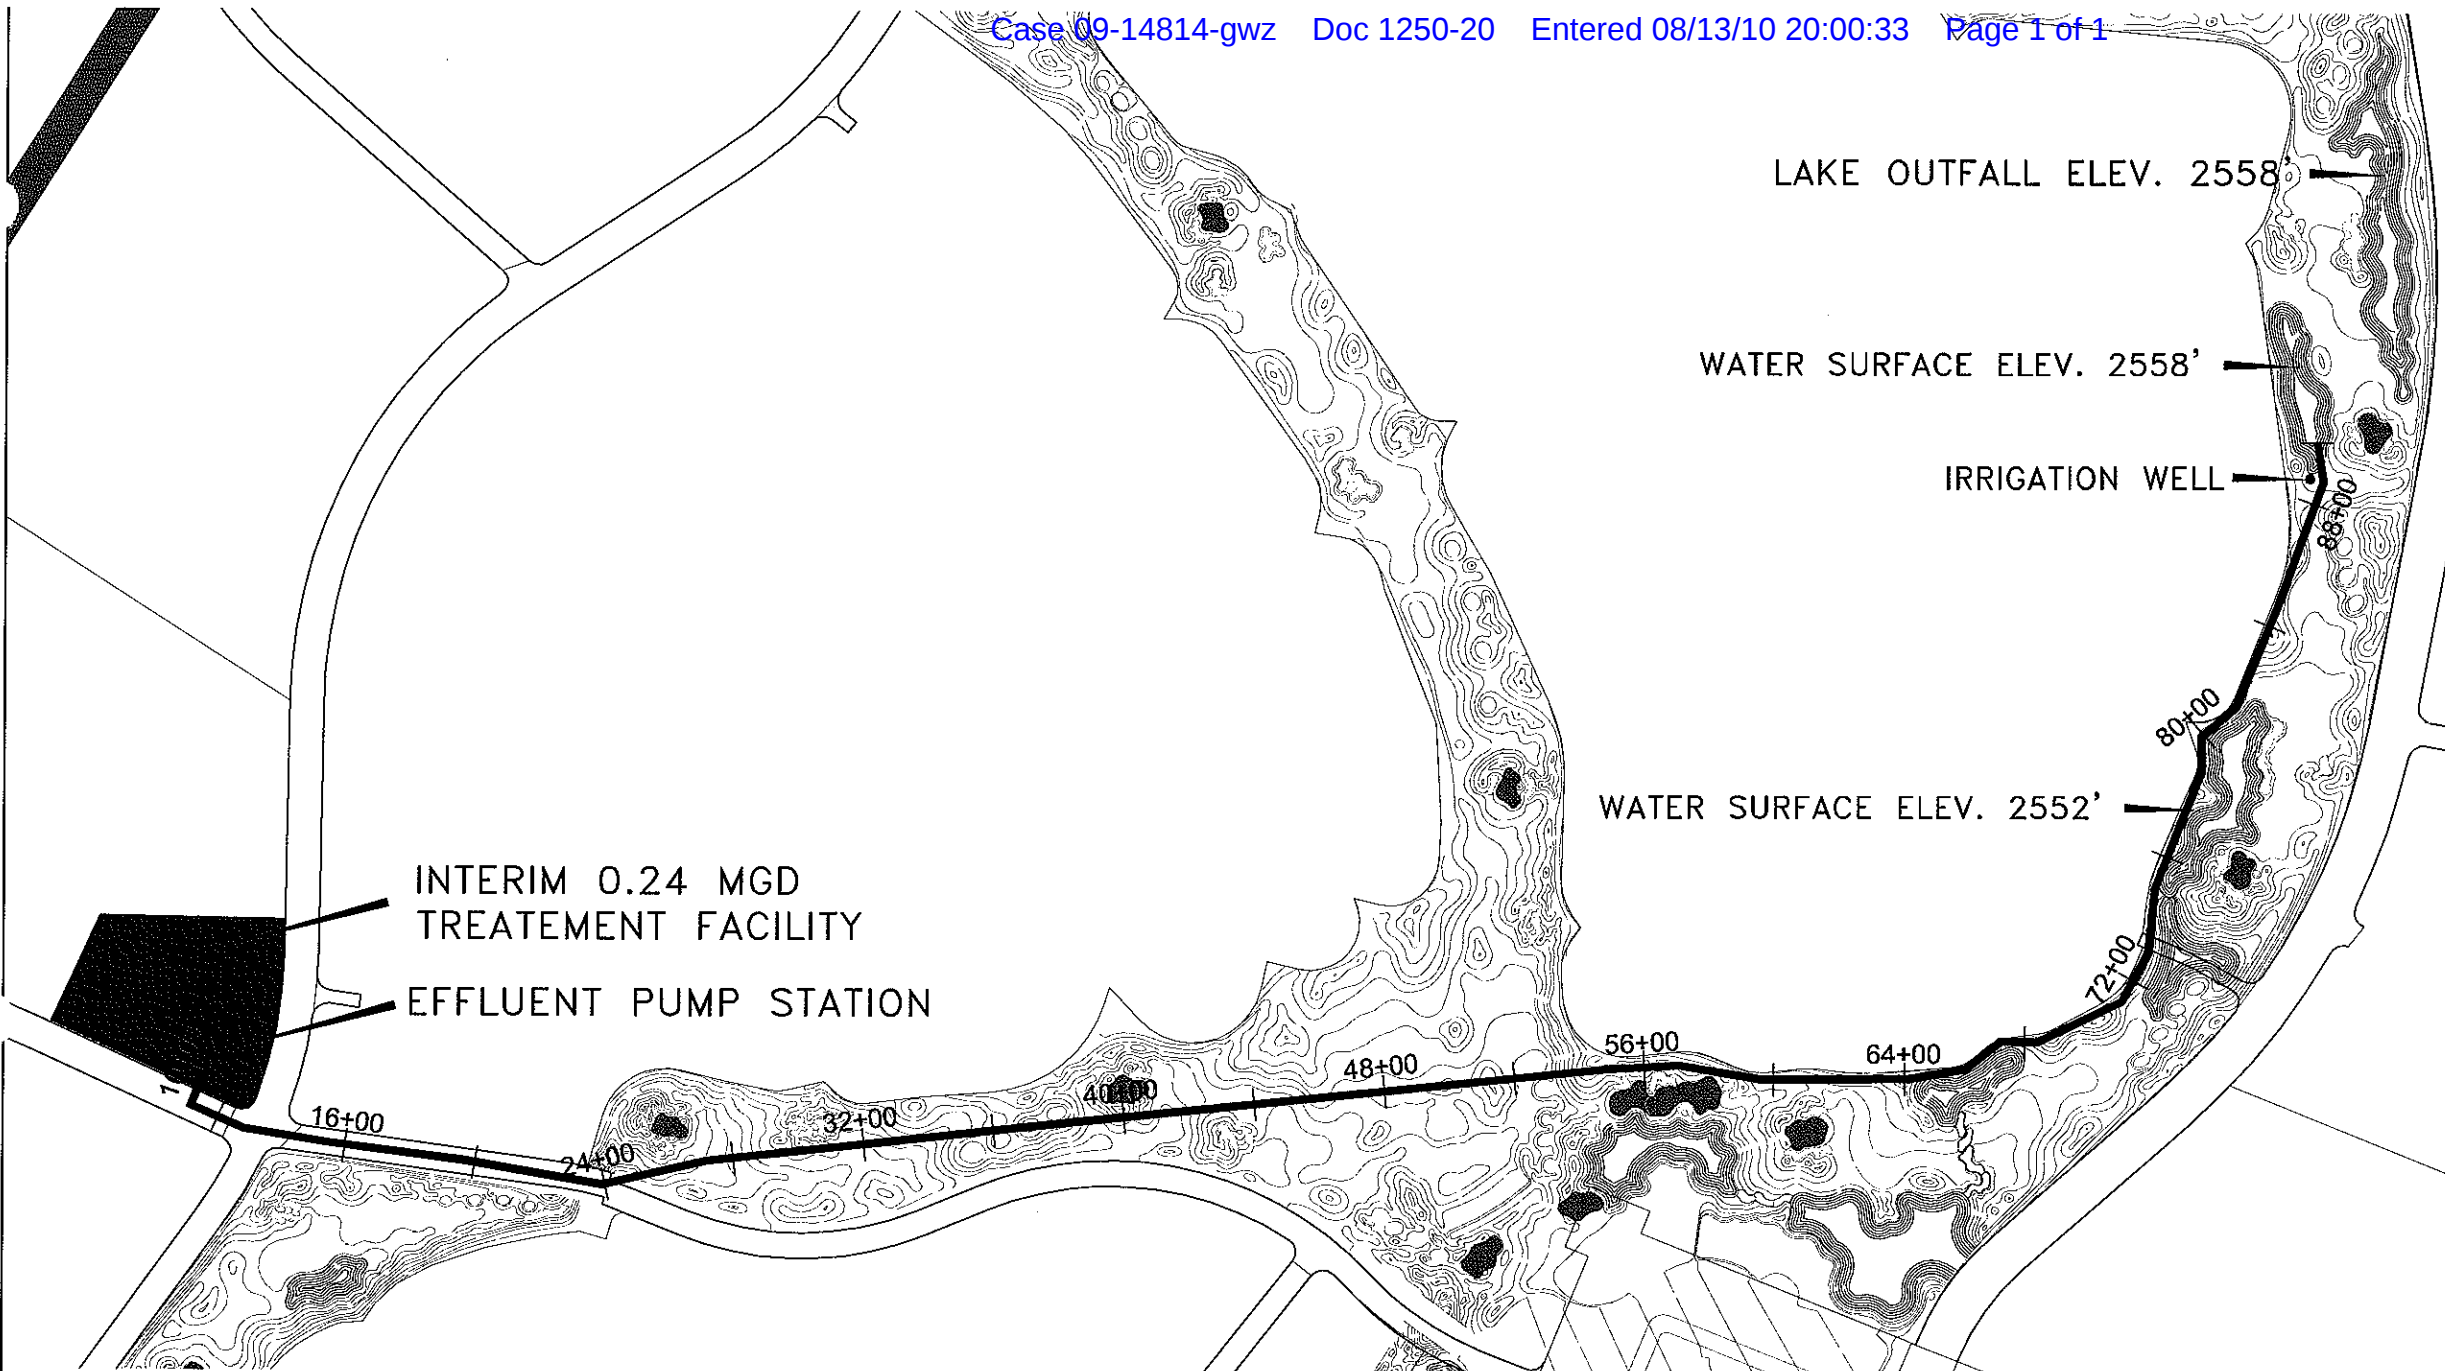 Case 09-14814-gwz Doc 1250-20 Entered 08/13/10 20:00:33 Page 1 of 1
LAKE OUTFALL ELEV. 2558'
WATER SURFACE ELEV. 2558'
IRRIGATION WELL
88+00
80+00
WATER SURFACE ELEV. 2552'
INTERIM 0.24 MGD
TREATEMENT FACILITY
EFFLUENT PUMP STATION
72+00
64+00
56+00
48+00
40+00
32+00
24+00
16+00
1